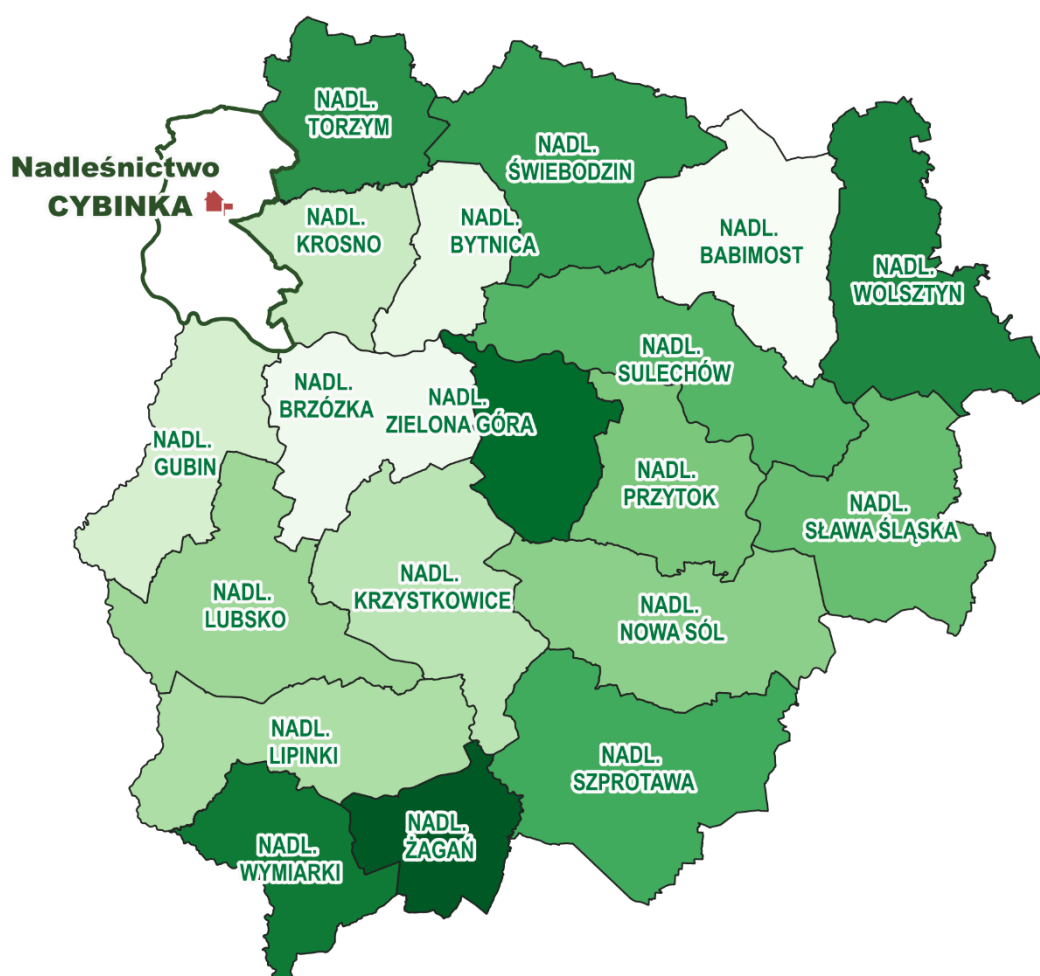 NADL.
TORZYM
Nadleśnictwo
CYBINKA
NADL.
ŚWIEBODZIN
NADL.
KROSNO
NADL.
BYTNICA
NADL.
BABIMOST
NADL.
WOLSZTYN
NADL.
SULECHÓW
NADL.
BRZÓZKA
NADL.
ZIELONA GÓRA
NADL.
GUBIN
NADL.
PRZYTOK
NADL.
SŁAWA ŚLĄSKA
NADL.
LUBSKO
NADL.
KRZYSTKOWICE
NADL.
NOWA SÓL
NADL.
LIPINKI
NADL.
SZPROTAWA
NADL.
WYMIARKI
NADL.
ŻAGAŃ